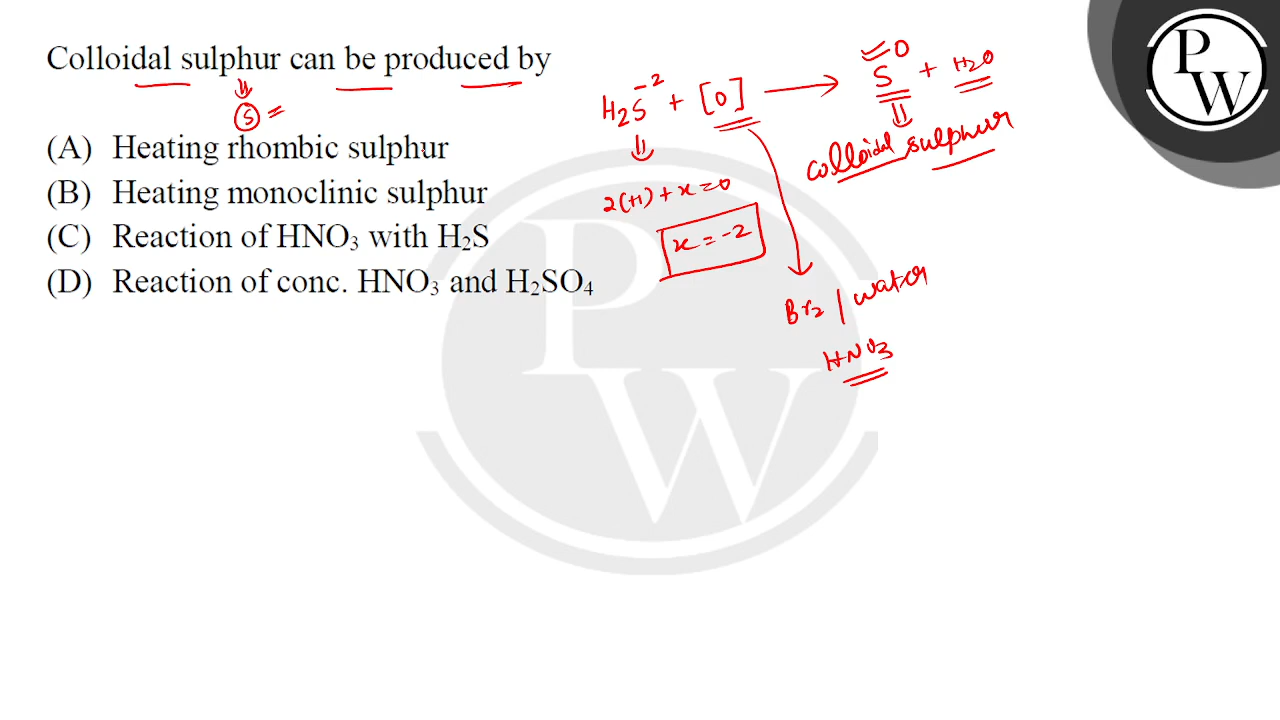 Colloidal sulphur can be produced by
S
(A) Heating rhombic sulphur
(B) Heating monoclinic sulphur
(C) Reaction of HNO₃ with H₂S
(D) Reaction of conc. HNO₃ and H₂SO₄
H₂S⁻² + [O] ⟶ S⁰ + H₂O
colloidal sulphur
2(+1) + x = 0
x = -2
Br₂ | water
HNO₃
P
W
P
W